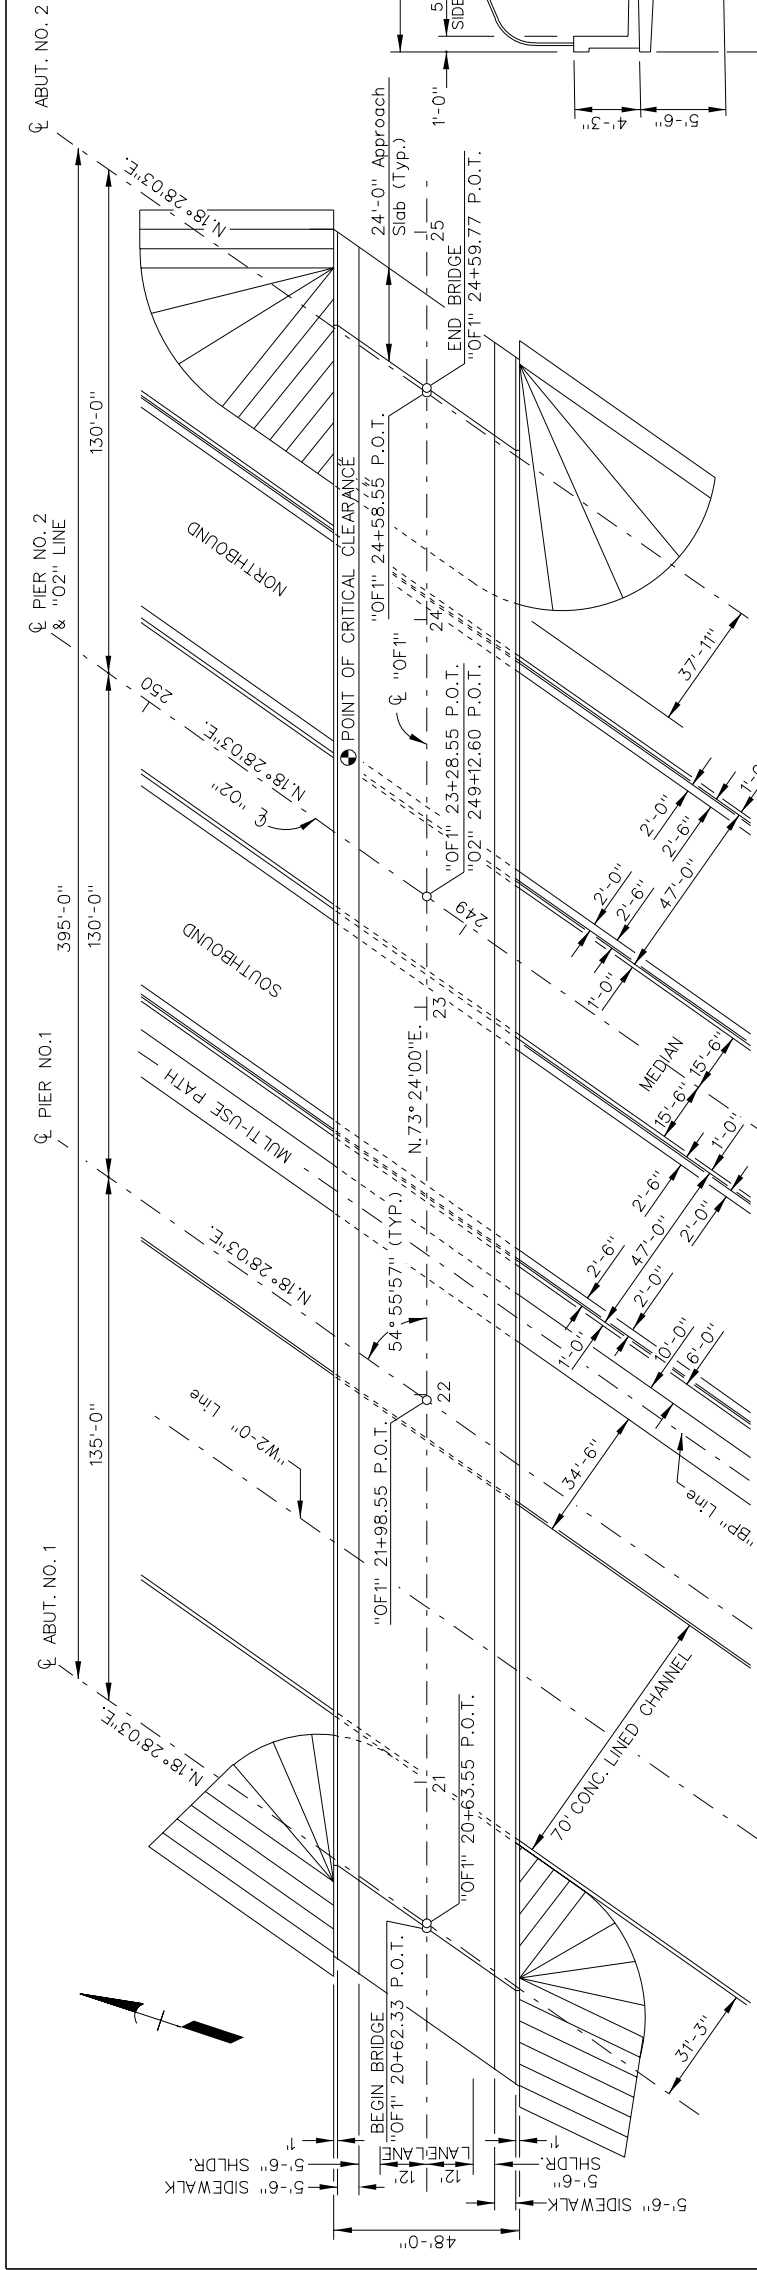 ℄ ABUT. NO. 1
℄ PIER NO.1
℄ PIER NO. 2
& "O2" LINE
℄ ABUT. NO. 2
395'-0"
135'-0"
130'-0"
130'-0"
N.18° 28'03"E.
N.18° 28'03"E.
N.18° 28'03"E.
N.18° 28'03"E.
"W2-0" Line
MULTI-USE PATH
SOUTHBOUND
℄ "O2"
250
NORTHBOUND
POINT OF CRITICAL CLEARANCE
24'-0" Approach
Slab (Typ.)
BEGIN BRIDGE
"OF1" 20+62.33 P.O.T.
"OF1" 20+63.55 P.O.T.
21
"OF1" 21+98.55 P.O.T.
22
54° 55'57" (TYP.)
N.73° 24'00"E.
23
"OF1" 23+28.55 P.O.T.
"O2" 249+12.60 P.O.T.
249
℄ "OF1"
24
"OF1" 24+58.55 P.O.T.
END BRIDGE
"OF1" 24+59.77 P.O.T.
25
1'
5'-6" SHLDR.
5'-6" SIDEWALK
12'
LANE
12'
LANE
1'
SHLDR.
5'-6"
5'-6" SIDEWALK
48'-0"
31'-3"
70' CONC. LINED CHANNEL
34'-6"
"BP" Line
6'-0"
10'-0"
1'-0"
2'-0"
2'-6"
47'-0"
2'-6"
2'-0"
1'-0"
15'-6"
15'-6"
MEDIAN
1'-0"
2'-6"
2'-0"
47'-0"
2'-0"
2'-6"
1'-0
37'-11"
1'-0"
5
SIDE
4'-3"
5'-6"